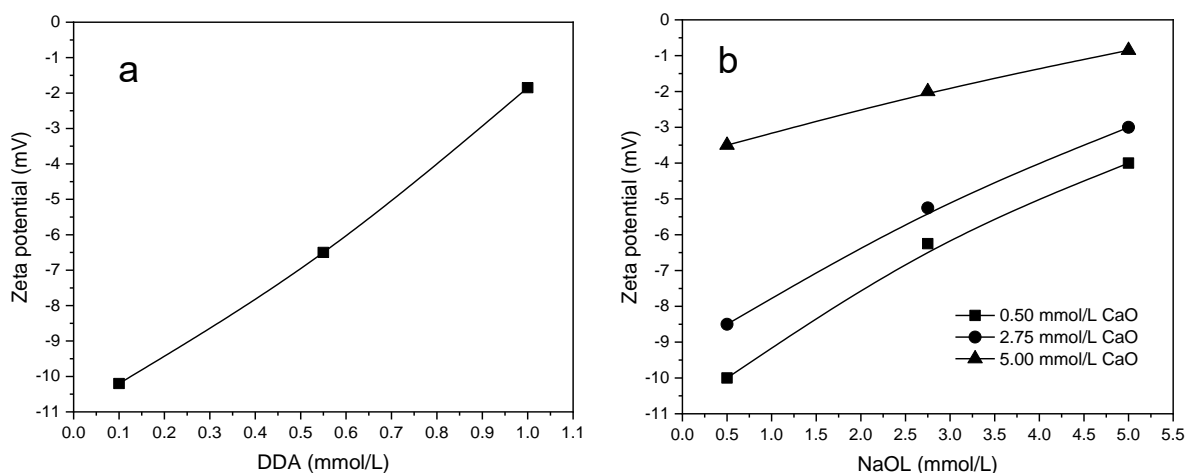 a
Zeta potential (mV)
0
-1
-2
-3
-4
-5
-6
-7
-8
-9
-10
-11
0.0 0.1 0.2 0.3 0.4 0.5 0.6 0.7 0.8 0.9 1.0 1.1
DDA (mmol/L)
b
Zeta potential (mV)
0
-1
-2
-3
-4
-5
-6
-7
-8
-9
-10
-11
0.50 mmol/L CaO
2.75 mmol/L CaO
5.00 mmol/L CaO
0.0 0.5 1.0 1.5 2.0 2.5 3.0 3.5 4.0 4.5 5.0 5.5
NaOL (mmol/L)